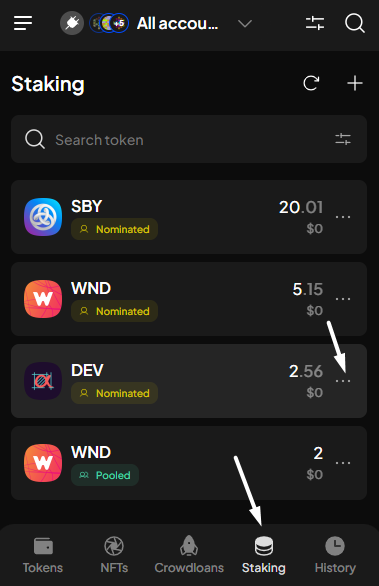 +5 All accou...
Staking
Search token
SBY
20.01
Nominated
$0
WND
5.15
Nominated
$0
DEV
2.56
Nominated
$0
WND
2
Pooled
$0
Tokens NFTs Crowdloans Staking History